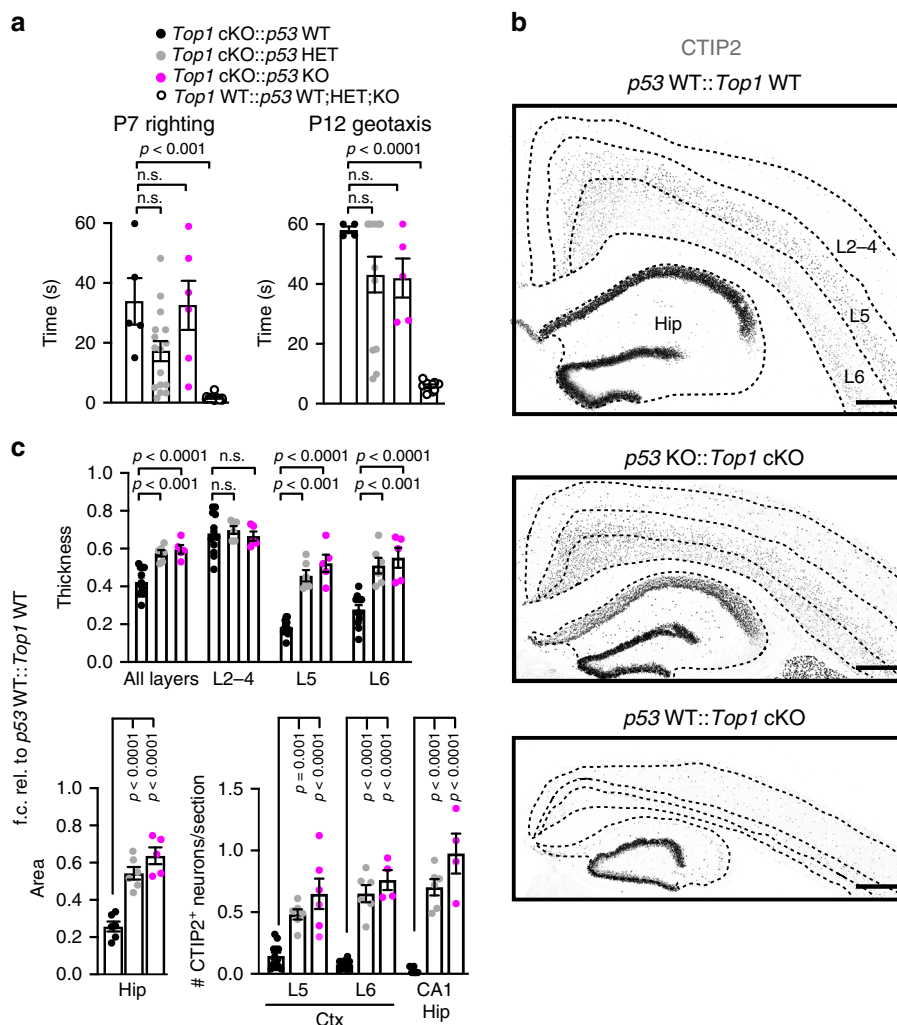 a
Top1 cKO::p53 WT
Top1 cKO::p53 HET
Top1 cKO::p53 KO
Top1 WT::p53 WT;HET;KO
P7 righting
p < 0.001
n.s.
n.s.
60
40
20
0
Time (s)
P12 geotaxis
p < 0.0001
n.s.
n.s.
60
40
20
0
Time (s)
b
CTIP2
p53 WT::Top1 WT
L2–4
L5
L6
Hip
p53 KO::Top1 cKO
p53 WT::Top1 cKO
c
f.c. rel. to p53 WT::Top1 WT
Thickness
1.0
0.8
0.6
0.4
0.2
0.0
p < 0.0001
p < 0.001
n.s.
n.s.
p < 0.0001
p < 0.001
p < 0.0001
p < 0.001
All layers
L2–4
L5
L6
Area
1.0
0.8
0.6
0.4
0.2
0.0
p < 0.0001
p < 0.0001
Hip
# CTIP2+ neurons/section
1.5
1.0
0.5
0.0
p = 0.001
p < 0.0001
p < 0.0001
p < 0.0001
p < 0.0001
p < 0.0001
L5
L6
CA1
Ctx
Hip